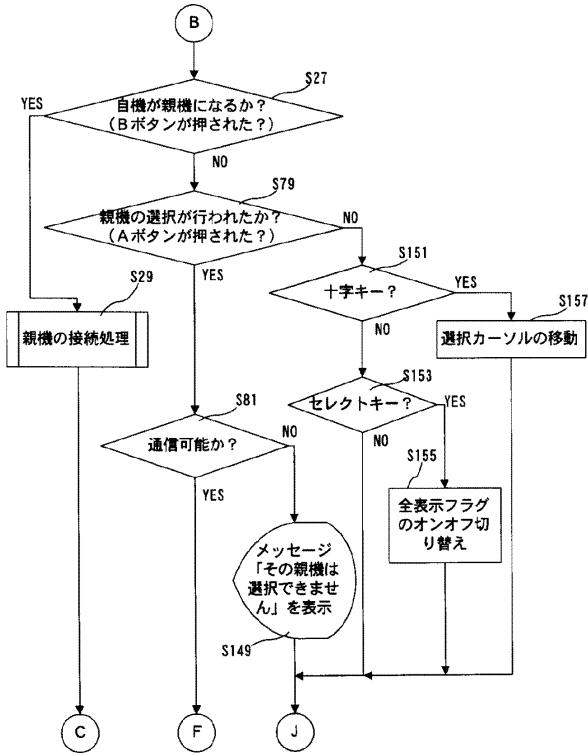 B
S27
自機が親機になるか？
（Bボタンが押された？）
YES
NO
S79
親機の選択が行われたか？
（Aボタンが押された？）
NO
YES
S151
十字キー？
YES
NO
S157
選択カーソルの移動
S29
親機の接続処理
S153
セレクトキー？
YES
NO
S81
通信可能か？
NO
YES
S155
全表示フラグ
のオンオフ切
り替え
メッセージ
「その親機は
選択できませ
ん」を表示
S149
C
F
J